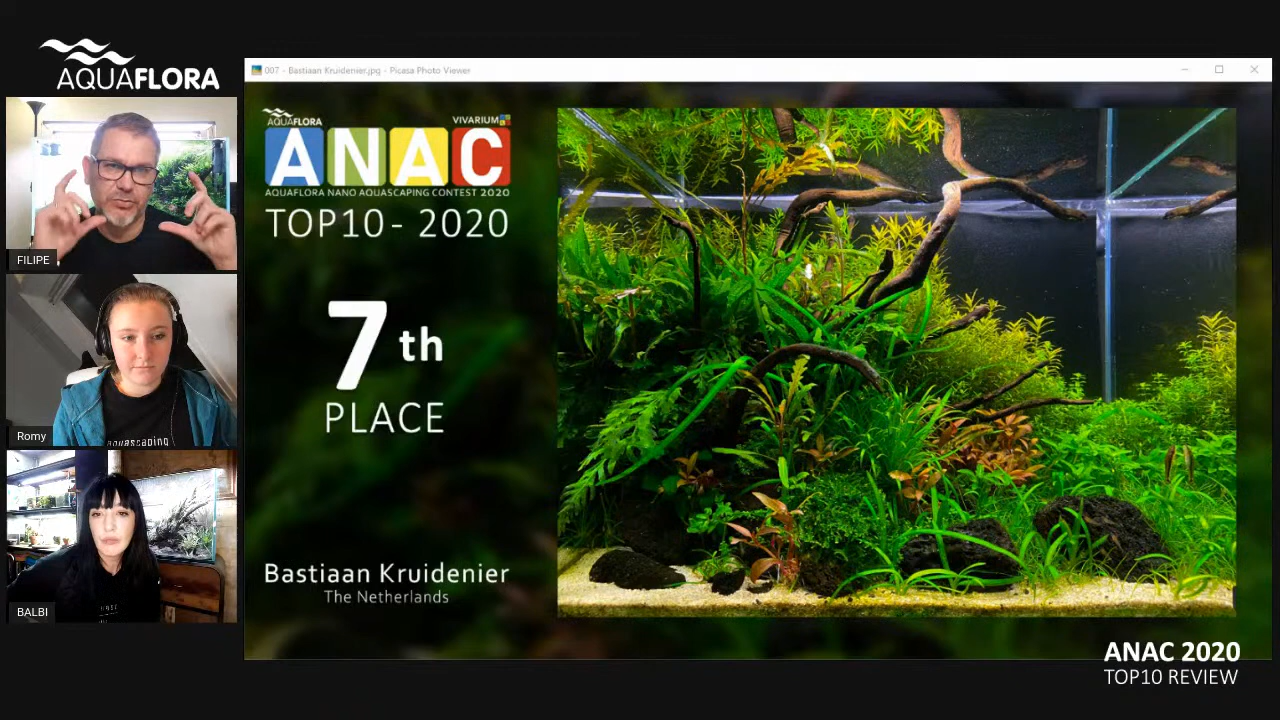 AQUAFLORA
FILIPE
Romy
aquascaping
BALBI
007 - Bastiaan Kruidenier.jpg - Picasa Photo Viewer
AQUAFLORA
VIVARIUM
ANAC
AQUAFLORA NANO AQUASCAPING CONTEST 2020
TOP10 - 2020
7th
PLACE
Bastiaan Kruidenier
The Netherlands
ANAC 2020
TOP10 REVIEW